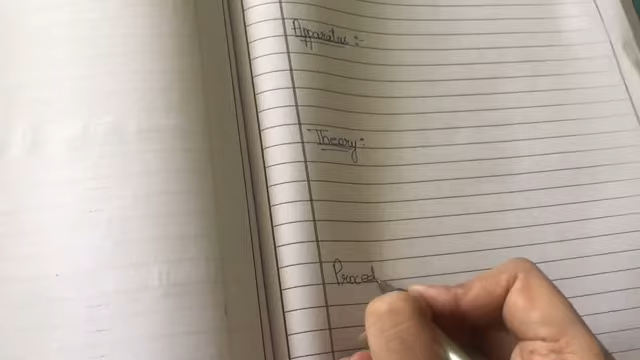 Apparatus :-
Theory :
Proced